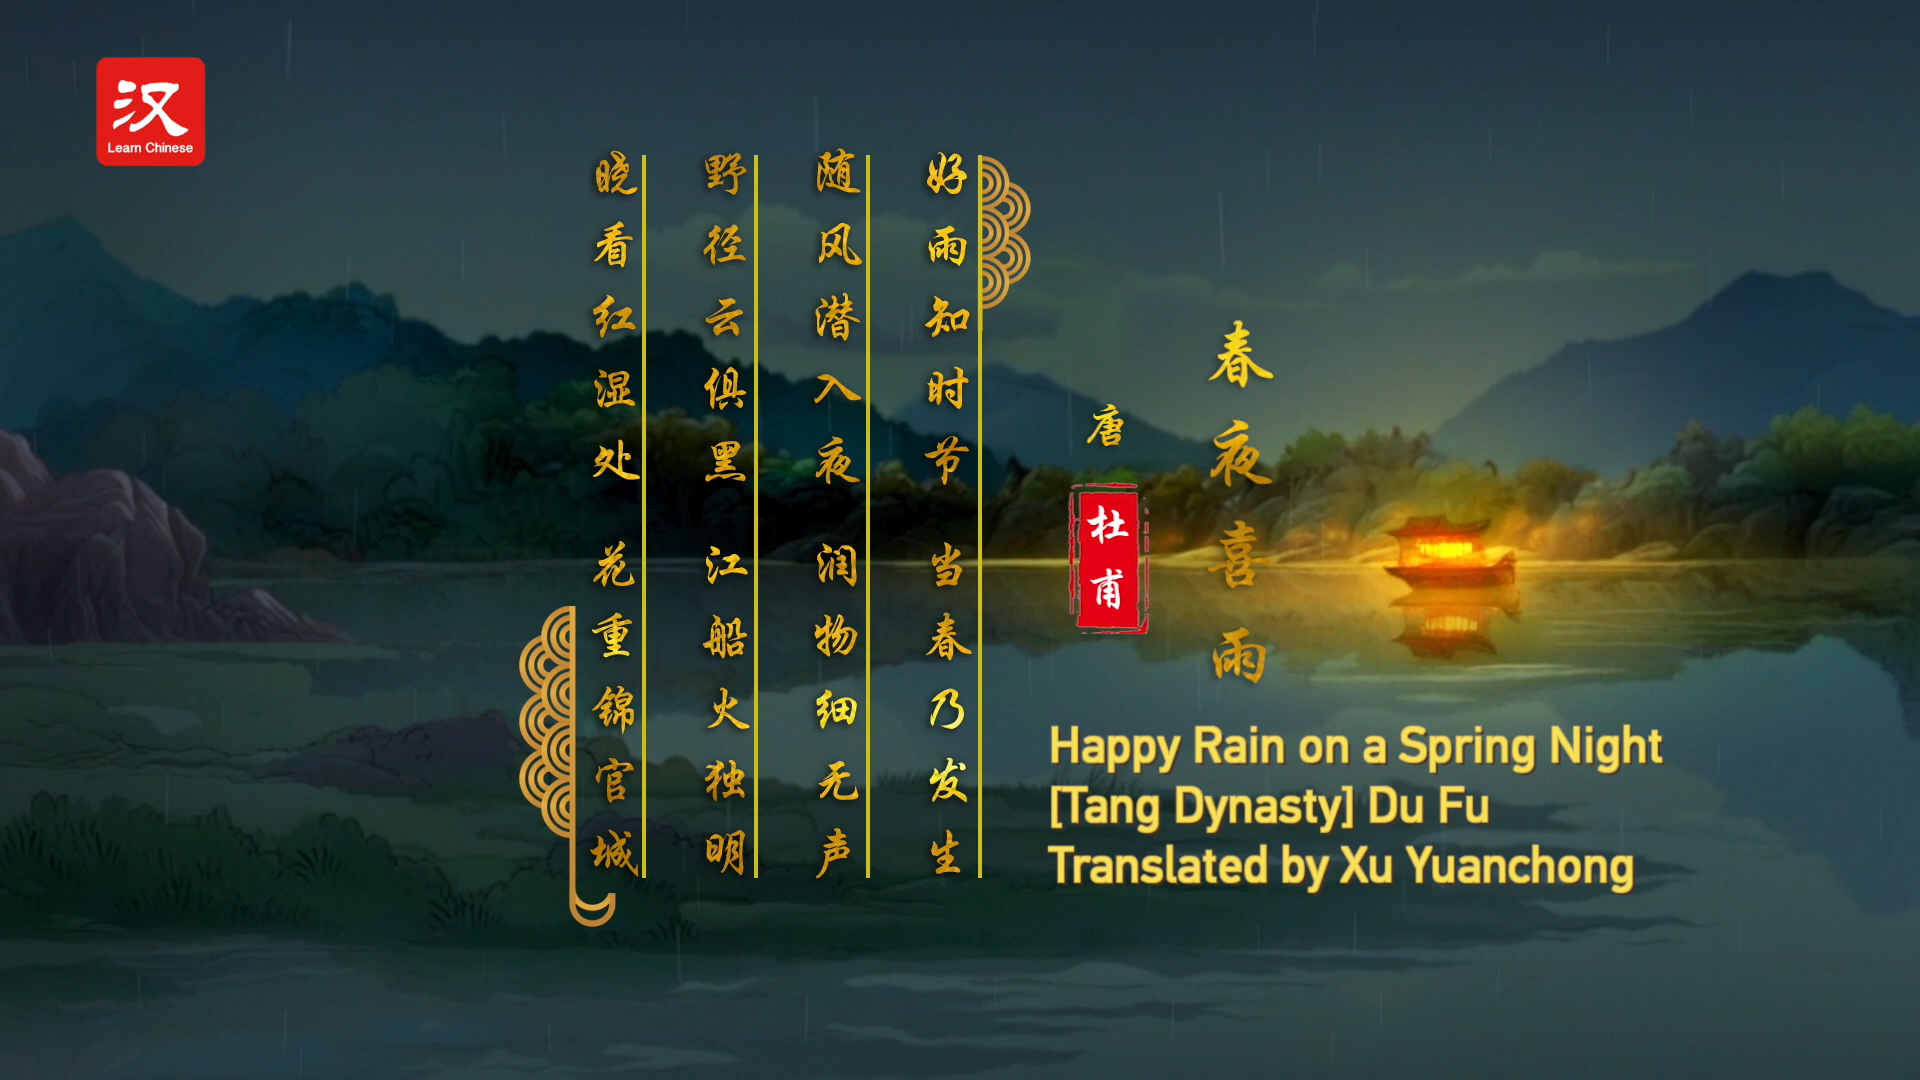 汉
Learn Chinese
春夜喜雨
唐
杜甫
好雨知时节 当春乃发生
随风潜入夜 润物细无声
野径云俱黑 江船火独明
晓看红湿处 花重锦官城
Happy Rain on a Spring Night
[Tang Dynasty] Du Fu
Translated by Xu Yuanchong